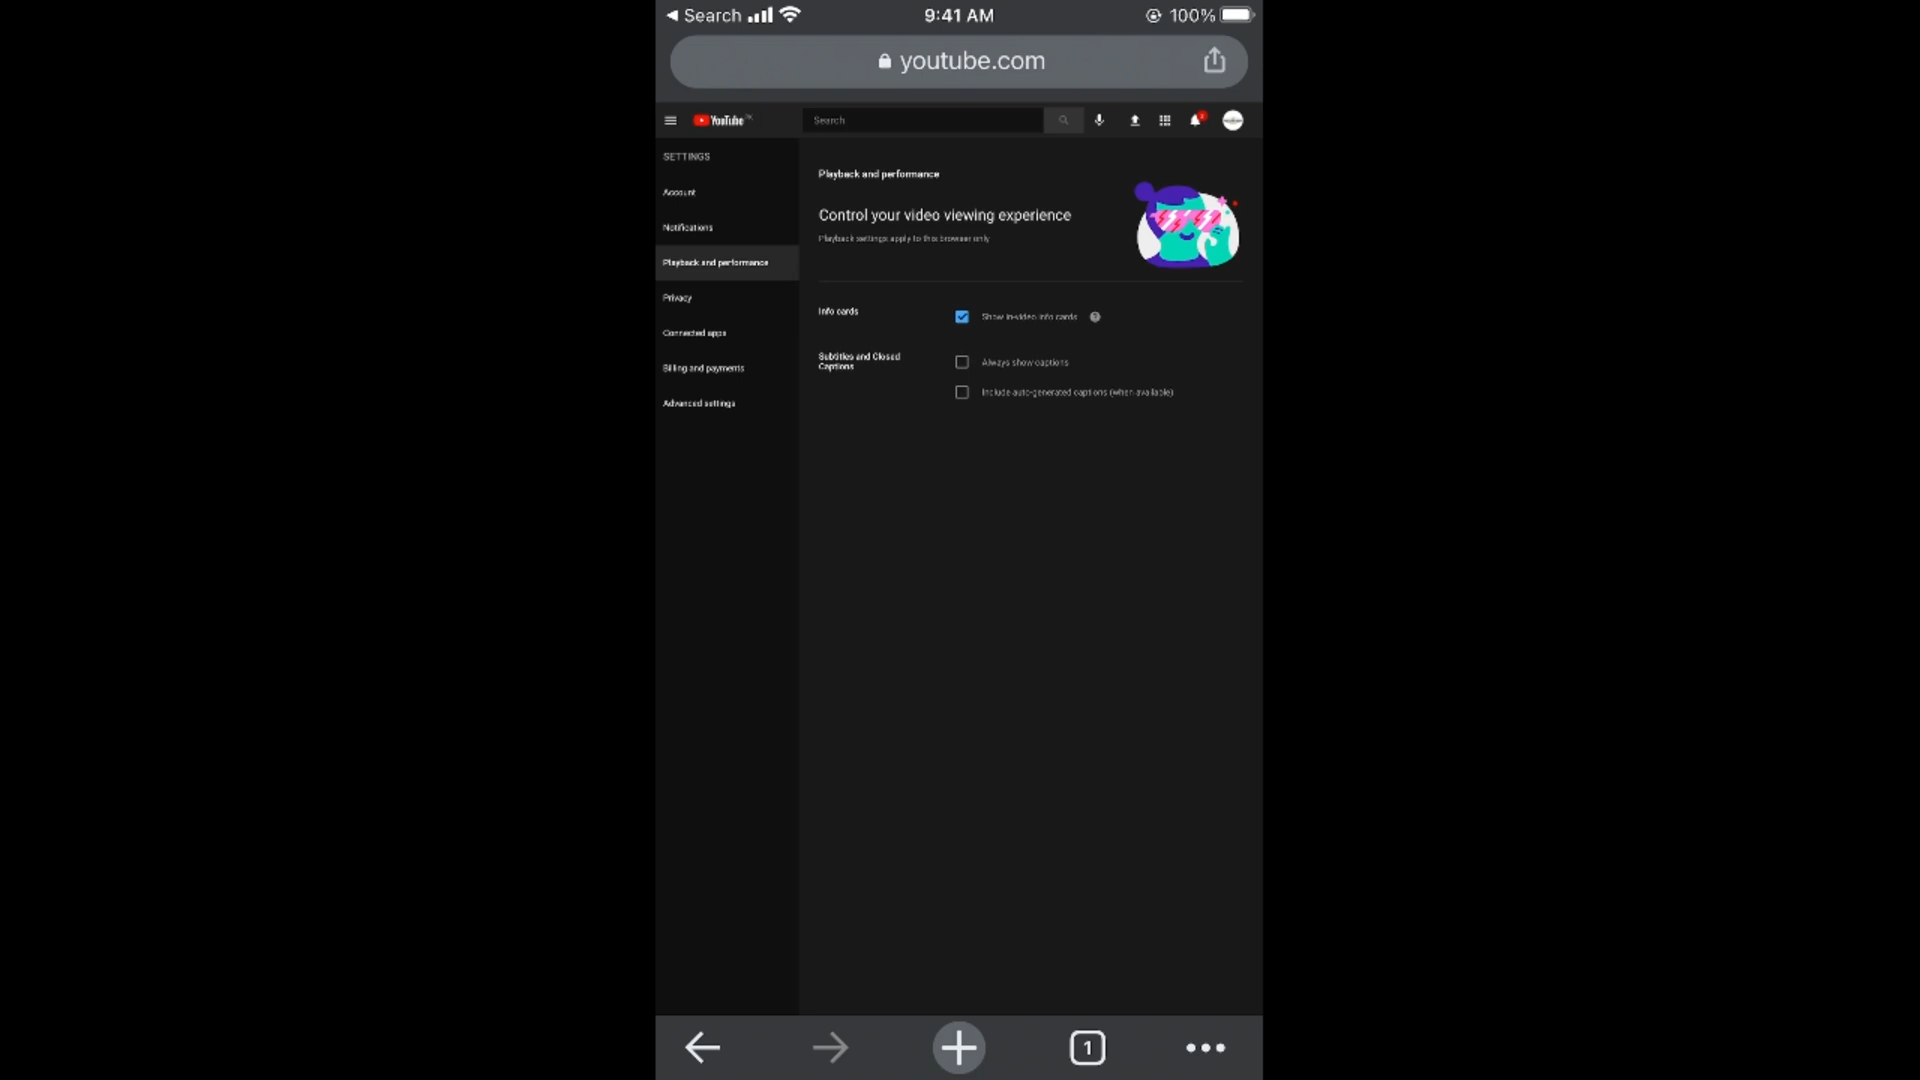 Search 9:41 AM 100%
youtube.com
YouTube Search
SETTINGS
Account
Notifications
Playback and performance
Privacy
Connected apps
Billing and payments
Advanced settings
Playback and performance
Control your video viewing experience
Playback settings apply to this browser only
Info cards
Show in-video info cards
Subtitles and Closed
Captions
Always show captions
Include auto-generated captions (when available)
1